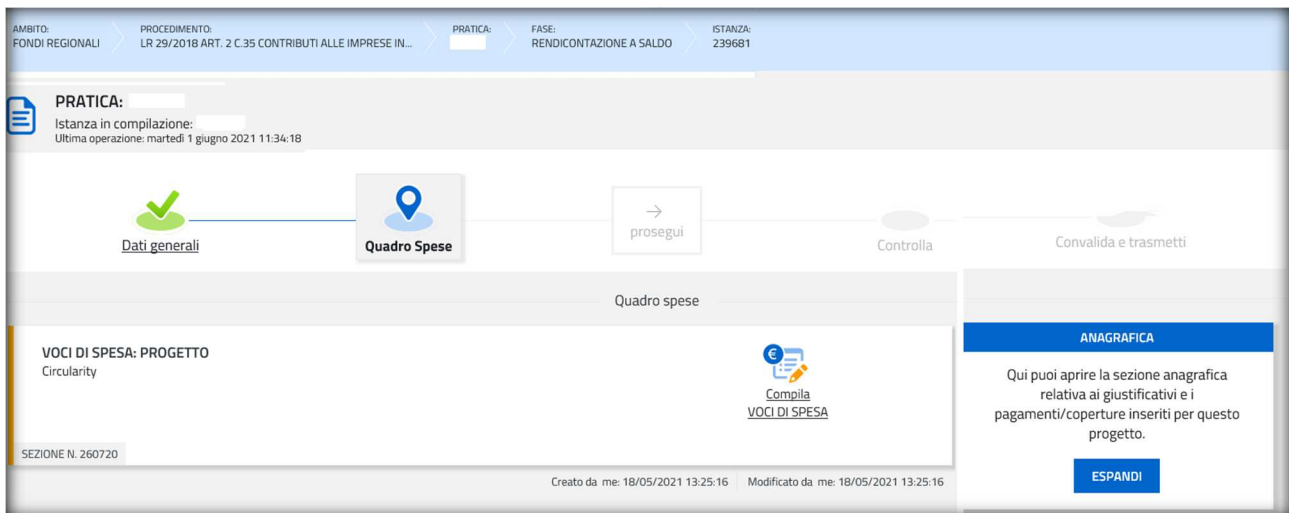 AMBITO:
FONDI REGIONALI
PROCEDIMENTO:
LR 29/2018 ART. 2 C.35 CONTRIBUTI ALLE IMPRESE IN...
PRATICA:
FASE:
RENDICONTAZIONE A SALDO
ISTANZA:
239681
PRATICA:
Istanza in compilazione:
Ultima operazione: martedì 1 giugno 2021 11:34:18
Dati generali
Quadro Spese
prosegui
Controlla
Convalida e trasmetti
Quadro spese
VOCI DI SPESA: PROGETTO
Circularity
Compila
VOCI DI SPESA
SEZIONE N. 260720
Creato da me: 18/05/2021 13:25:16 Modificato da me: 18/05/2021 13:25:16
ANAGRAFICA
Qui puoi aprire la sezione anagrafica
relativa ai giustificativi e i
pagamenti/coperture inseriti per questo
progetto.
ESPANDI